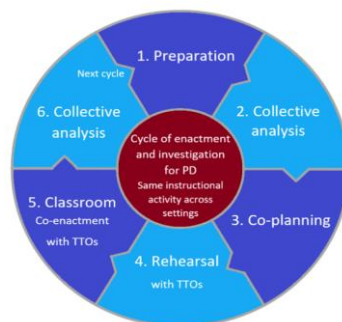 1. Preparation
2. Collective
analysis
3. Co-planning
4. Rehearsal
with TTOs
5. Classroom
Co-enactment
with TTOs
6. Collective
analysis
Next cycle
Cycle of enactment
and investigation
for PD
Same instructional
activity across
settings